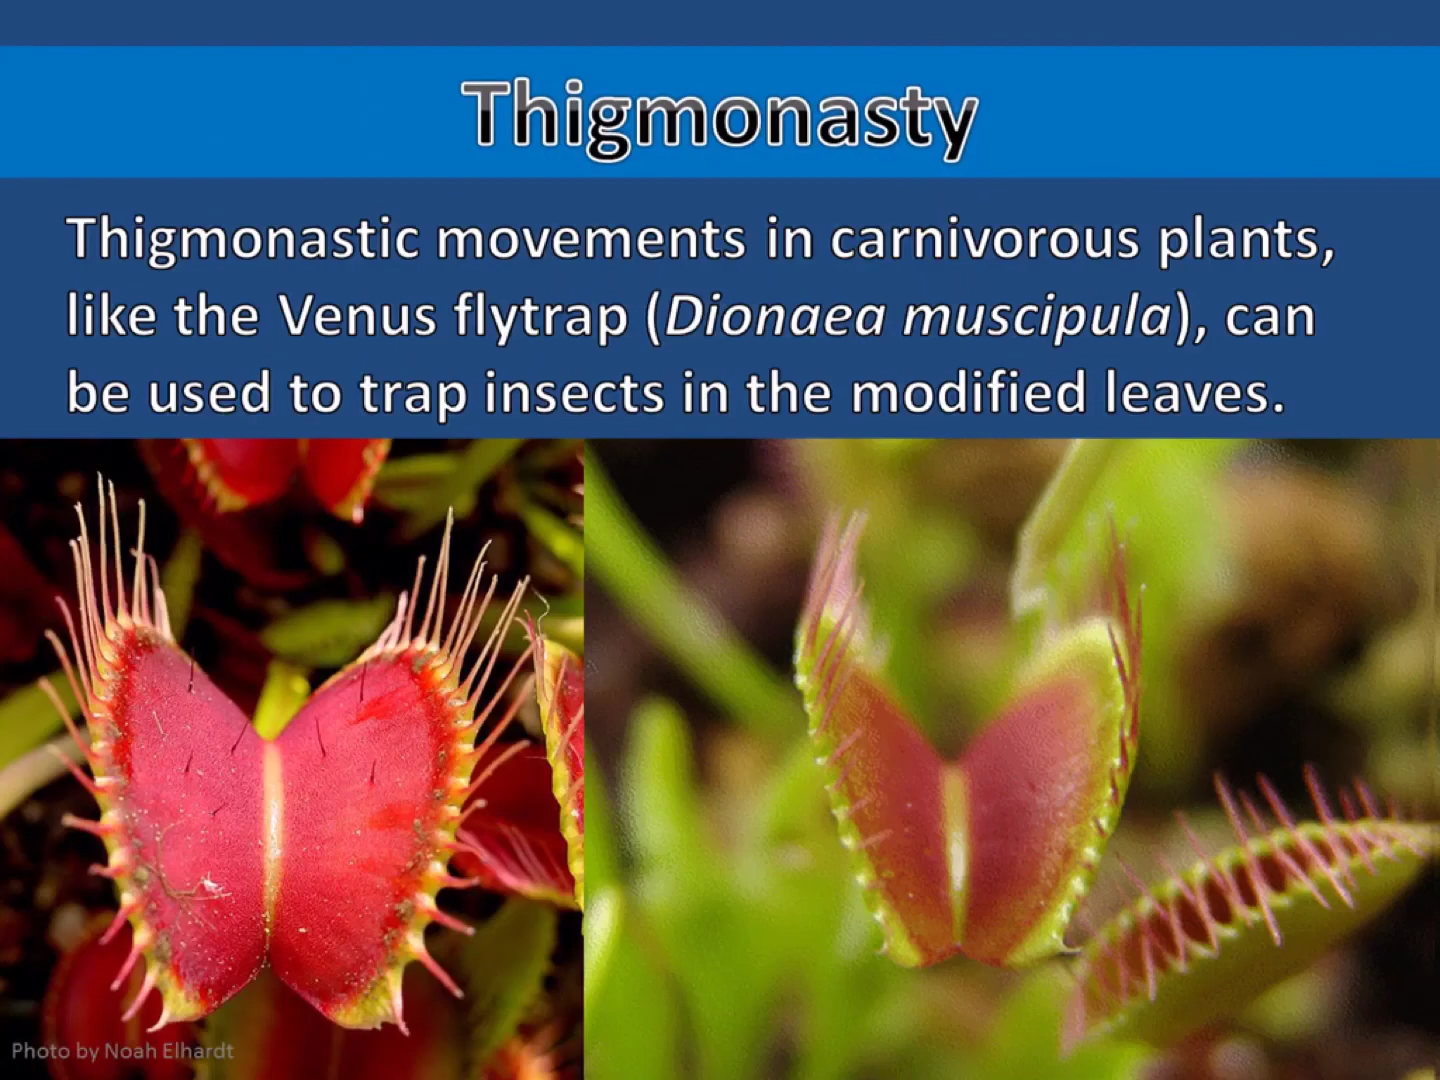 Thigmonasty
Thigmonastic movements in carnivorous plants,
like the Venus flytrap (Dionaea muscipula), can
be used to trap insects in the modified leaves.
Photo by Noah Elhardt